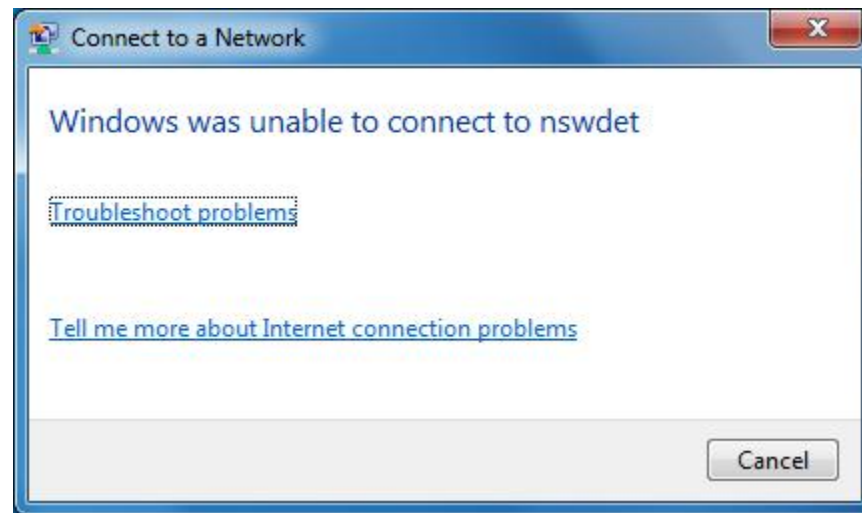 Connect to a Network
Windows was unable to connect to nswdet
Troubleshoot problems
Tell me more about Internet connection problems
Cancel